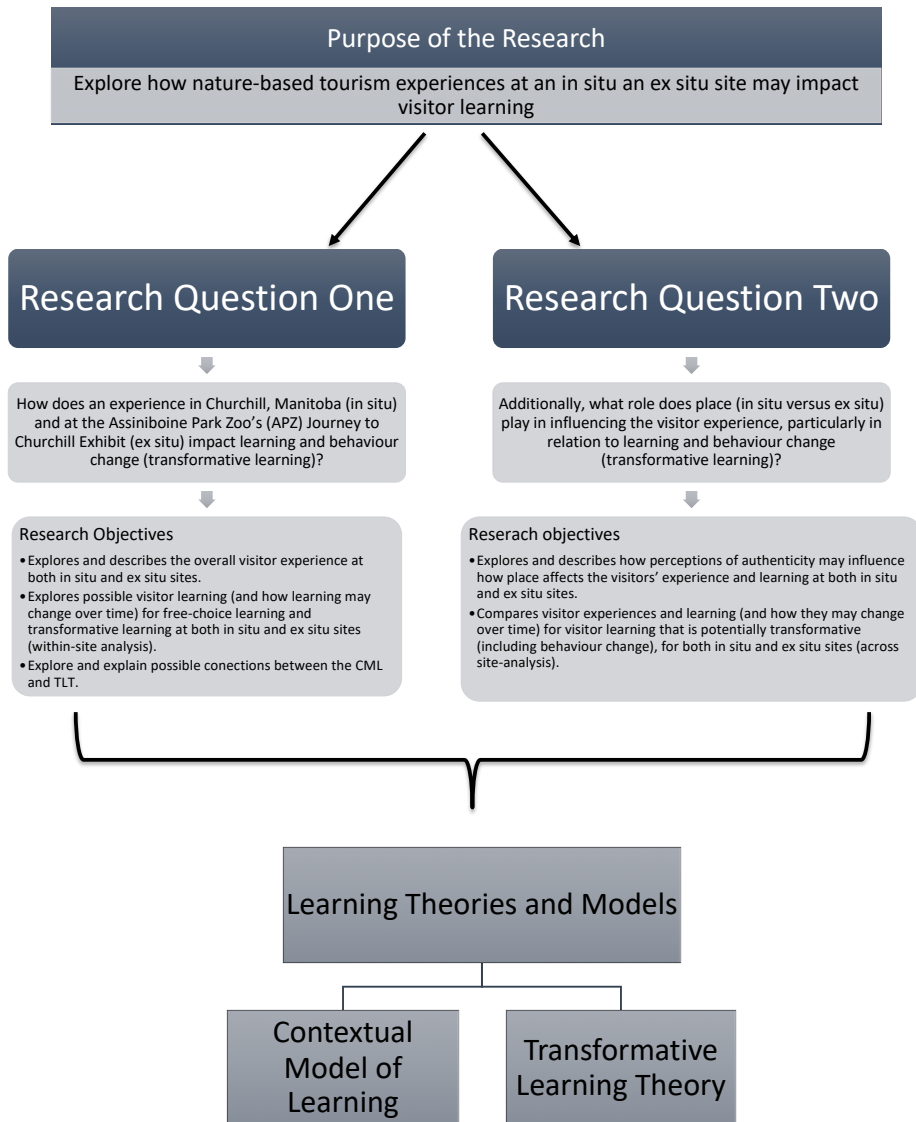 Purpose of the Research
Explore how nature-based tourism experiences at an in situ an ex situ site may impact
visitor learning
Research Question One
How does an experience in Churchill, Manitoba (in situ)
and at the Assiniboine Park Zoo's (APZ) Journey to
Churchill Exhibit (ex situ) impact learning and behaviour
change (transformative learning)?
Research Objectives
•Explores and describes the overall visitor experience at
both in situ and ex situ sites.
•Explores possible visitor learning (and how learning may
change over time) for free-choice learning and
transformative learning at both in situ and ex situ sites
(within-site analysis).
•Explore and explain possible conections between the CML
and TLT.
Research Question Two
Additionally, what role does place (in situ versus ex situ)
play in influencing the visitor experience, particularly in
relation to learning and behaviour change
(transformative learning)?
Reserach objectives
•Explores and describes how perceptions of authenticity may influence
how place affects the visitors' experience and learning at both in situ
and ex situ sites.
•Compares visitor experiences and learning (and how they may change
over time) for visitor learning that is potentially transformative
(including behaviour change), for both in situ and ex situ sites (across
site-analysis).
Learning Theories and Models
Contextual
Model of
Learning
Transformative
Learning Theory